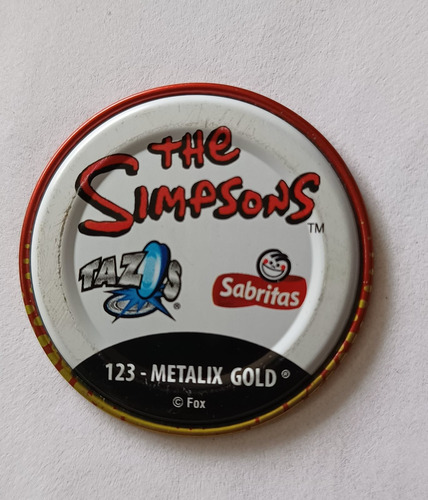 THE
SIMPSONS TM
TAZOS ®
Sabritas
123 - METALIX GOLD ®
© Fox